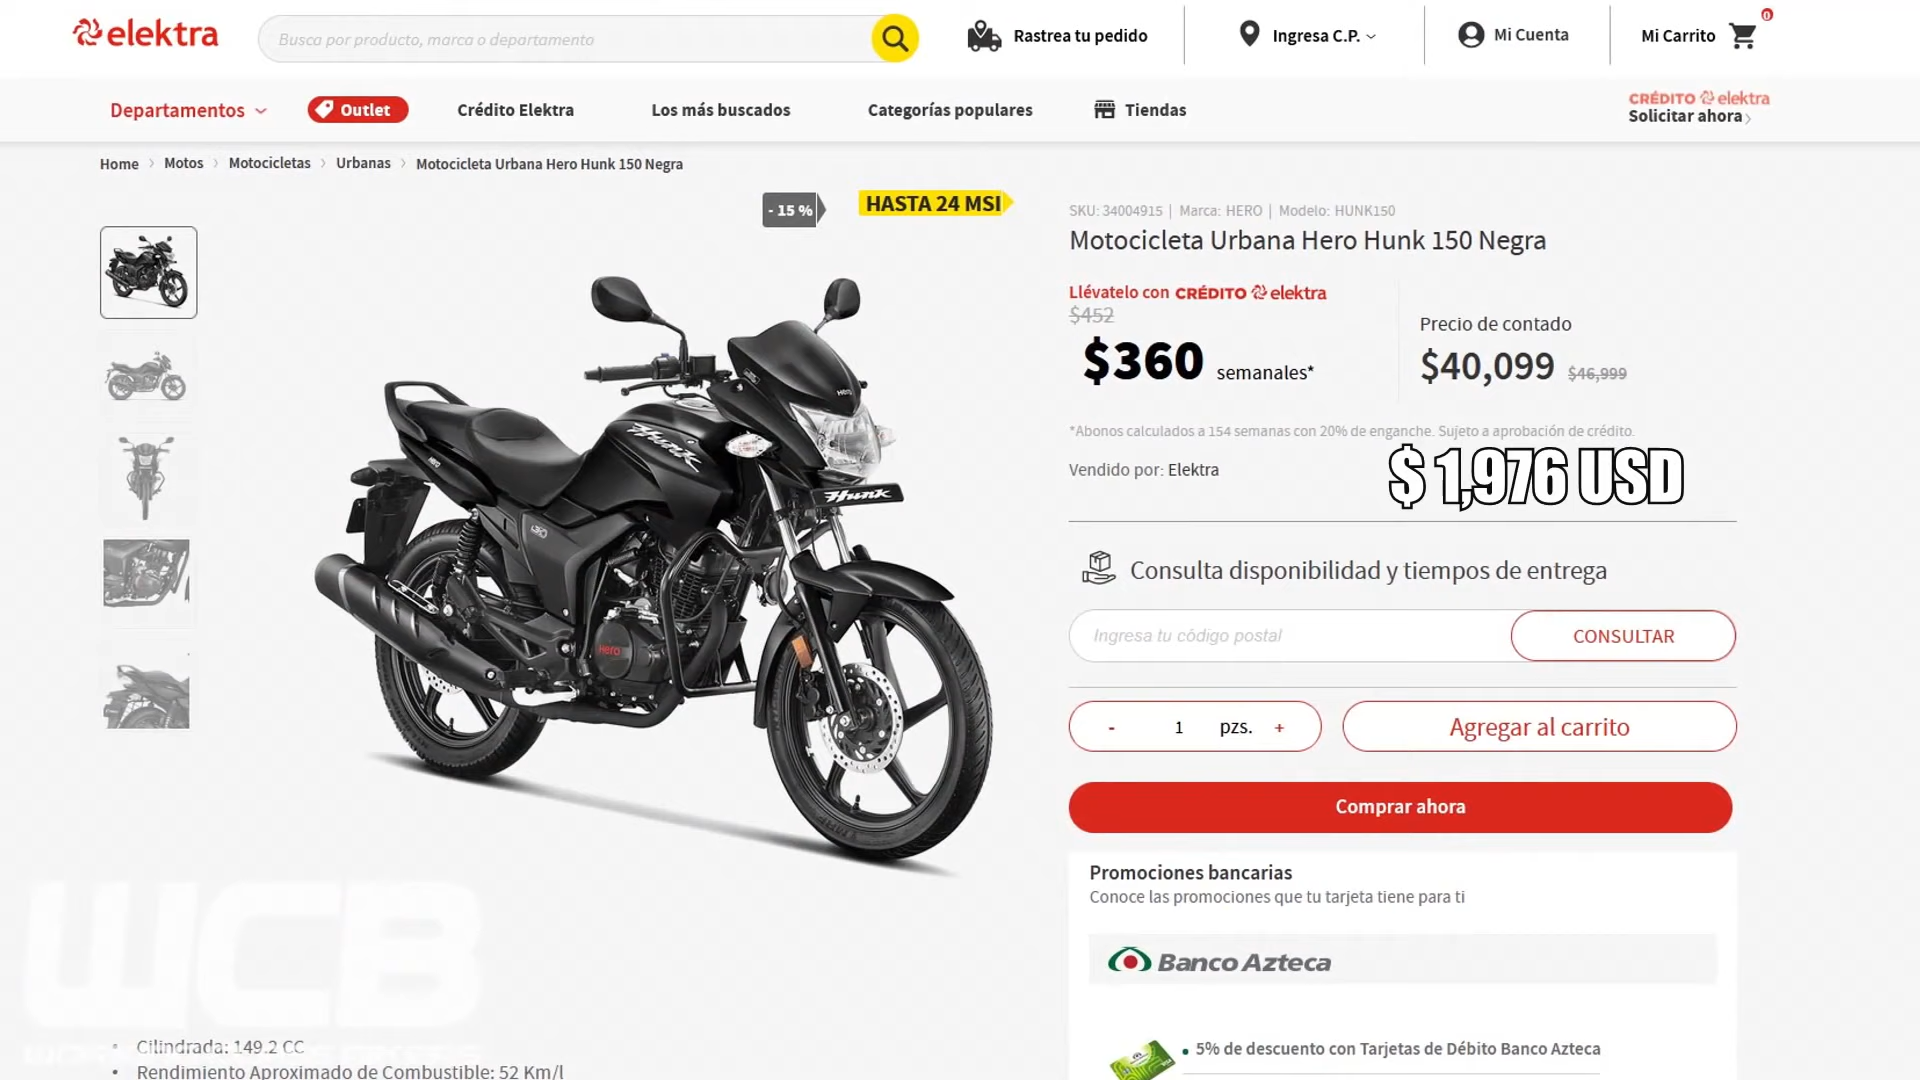 elektra
Busca por producto, marca o departamento
Rastrea tu pedido
Ingresa C.P.
Mi Cuenta
Mi Carrito
0
Departamentos
Outlet
Crédito Elektra
Los más buscados
Categorías populares
Tiendas
CRÉDITO elektra
Solicitar ahora
Home
Motos
Motocicletas
Urbanas
Motocicleta Urbana Hero Hunk 150 Negra
- 15 %
HASTA 24 MSI
SKU: 34004915 | Marca: HERO | Modelo: HUNK150
Motocicleta Urbana Hero Hunk 150 Negra
Llévatelo con CRÉDITO elektra
$452
$360 semanales*
Precio de contado
$40,099 $46,999
*Abonos calculados a 154 semanas con 20% de enganche. Sujeto a aprobación de crédito.
Vendido por: Elektra
$ 1,976 USD
Hunk
Hero
Hunk
Hero
Hero
Consulta disponibilidad y tiempos de entrega
Ingresa tu código postal
CONSULTAR
- 1 pzs. +
Agregar al carrito
Comprar ahora
Promociones bancarias
Conoce las promociones que tu tarjeta tiene para ti
Banco Azteca
• 5% de descuento con Tarjetas de Débito Banco Azteca
WCB
• Cilindrada: 149.2 CC
• Rendimiento Aproximado de Combustible: 52 Km/l